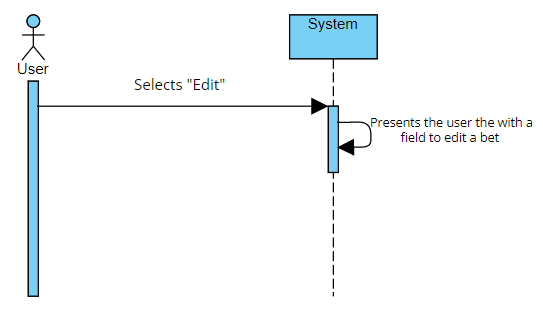 System
User
Selects "Edit"
Presents the user the with a
field to edit a bet